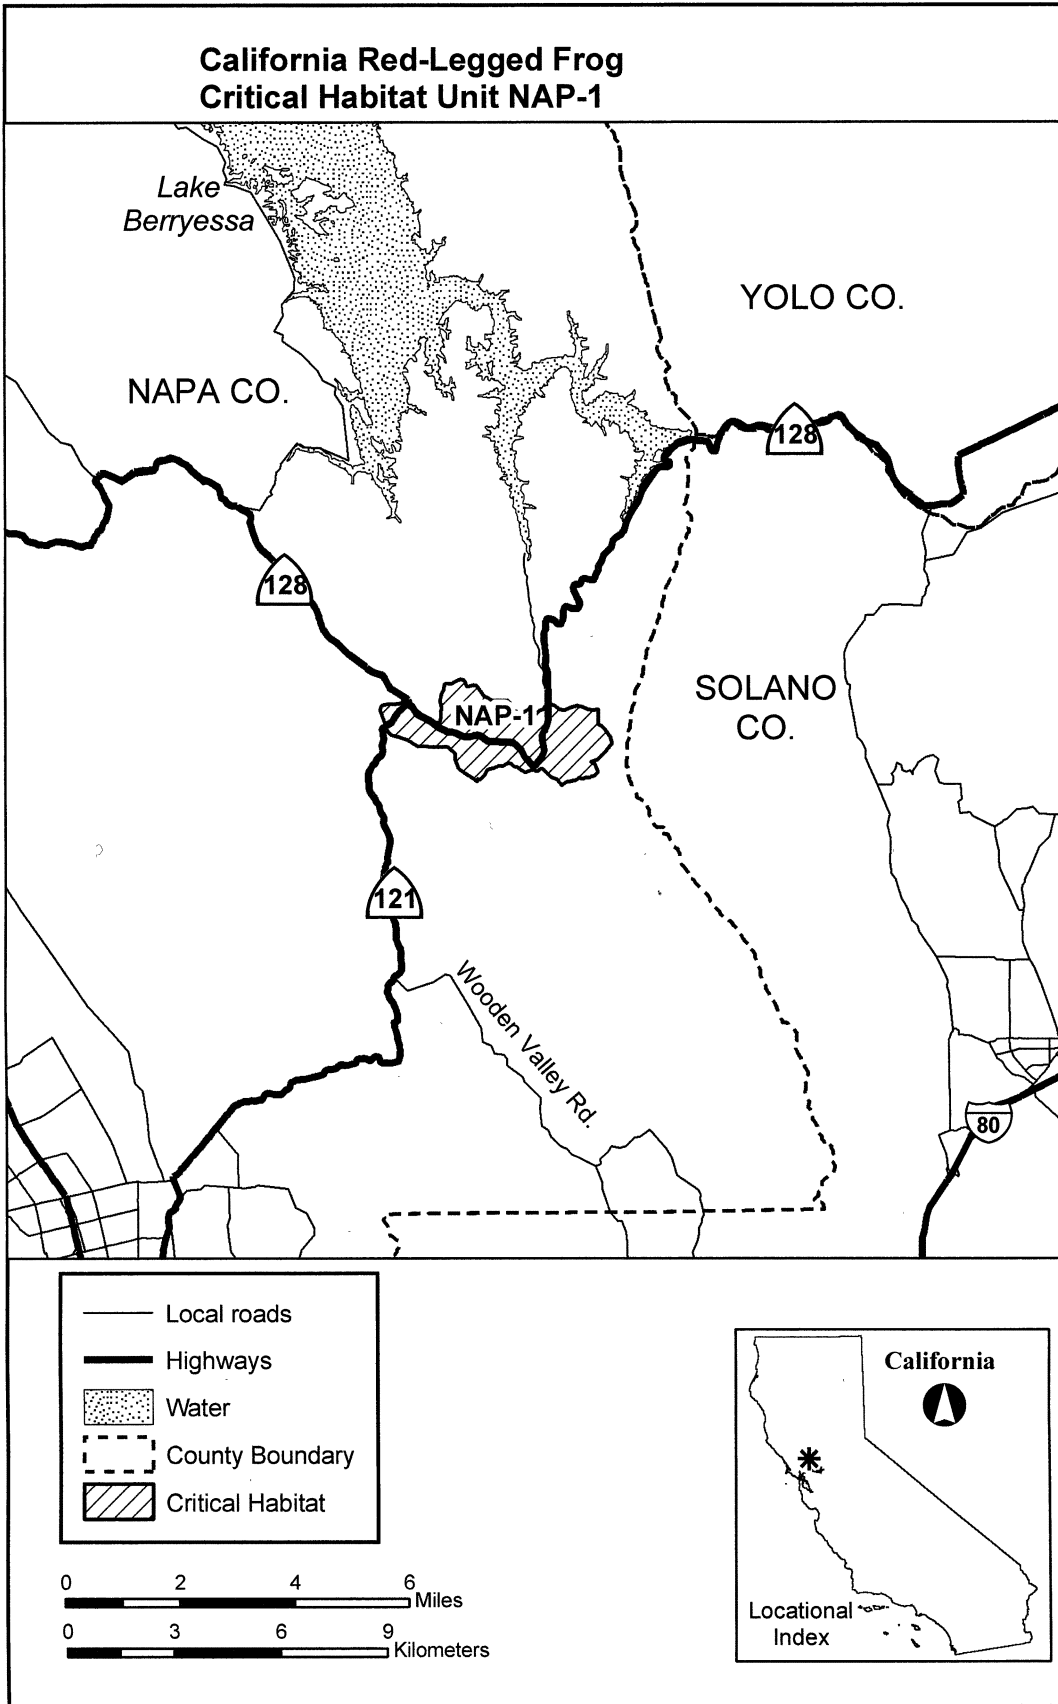 California Red-Legged Frog
Critical Habitat Unit NAP-1
Lake
Berryessa
YOLO CO.
NAPA CO.
128
128
SOLANO
CO.
NAP-1
121
Wooden Valley Rd.
80
Local roads
Highways
Water
County Boundary
Critical Habitat
California
0 2 4 6
Miles
0 3 6 9
Kilometers
Locational
Index